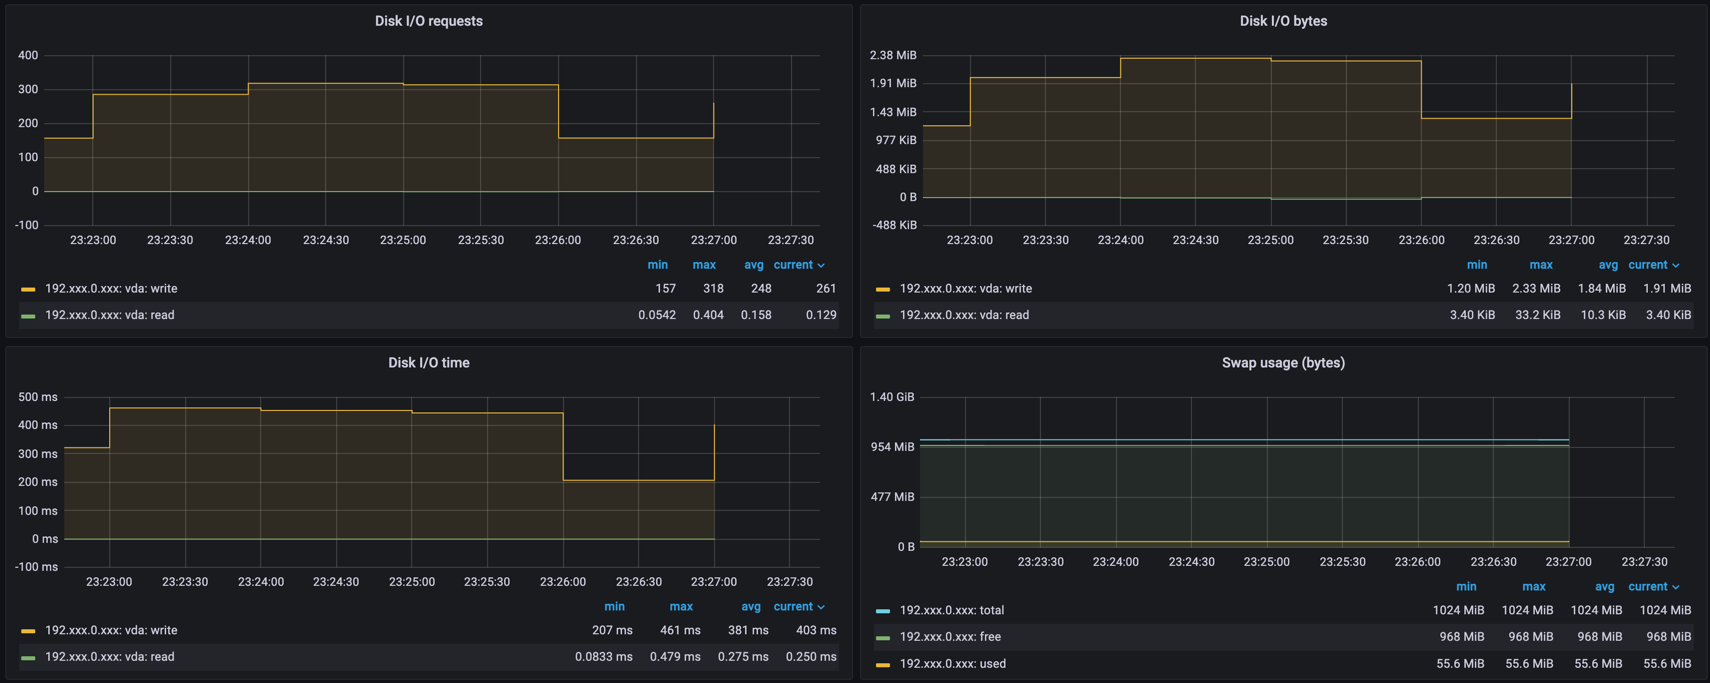 Disk I/O requests
400
300
200
100
0
-100
23:23:00 23:23:30 23:24:00 23:24:30 23:25:00 23:25:30 23:26:00 23:26:30 23:27:00 23:27:30
min max avg current
192.xxx.0.xxx: vda: write 157 318 248 261
192.xxx.0.xxx: vda: read 0.0542 0.404 0.158 0.129
Disk I/O bytes
2.38 MiB
1.91 MiB
1.43 MiB
977 KiB
488 KiB
0 B
-488 KiB
23:23:00 23:23:30 23:24:00 23:24:30 23:25:00 23:25:30 23:26:00 23:26:30 23:27:00 23:27:30
min max avg current
192.xxx.0.xxx: vda: write 1.20 MiB 2.33 MiB 1.84 MiB 1.91 MiB
192.xxx.0.xxx: vda: read 3.40 KiB 33.2 KiB 10.3 KiB 3.40 KiB
Disk I/O time
500 ms
400 ms
300 ms
200 ms
100 ms
0 ms
-100 ms
23:23:00 23:23:30 23:24:00 23:24:30 23:25:00 23:25:30 23:26:00 23:26:30 23:27:00 23:27:30
min max avg current
192.xxx.0.xxx: vda: write 207 ms 461 ms 381 ms 403 ms
192.xxx.0.xxx: vda: read 0.0833 ms 0.479 ms 0.275 ms 0.250 ms
Swap usage (bytes)
1.40 GiB
954 MiB
477 MiB
0 B
23:23:00 23:23:30 23:24:00 23:24:30 23:25:00 23:25:30 23:26:00 23:26:30 23:27:00 23:27:30
min max avg current
192.xxx.0.xxx: total 1024 MiB 1024 MiB 1024 MiB 1024 MiB
192.xxx.0.xxx: free 968 MiB 968 MiB 968 MiB 968 MiB
192.xxx.0.xxx: used 55.6 MiB 55.6 MiB 55.6 MiB 55.6 MiB